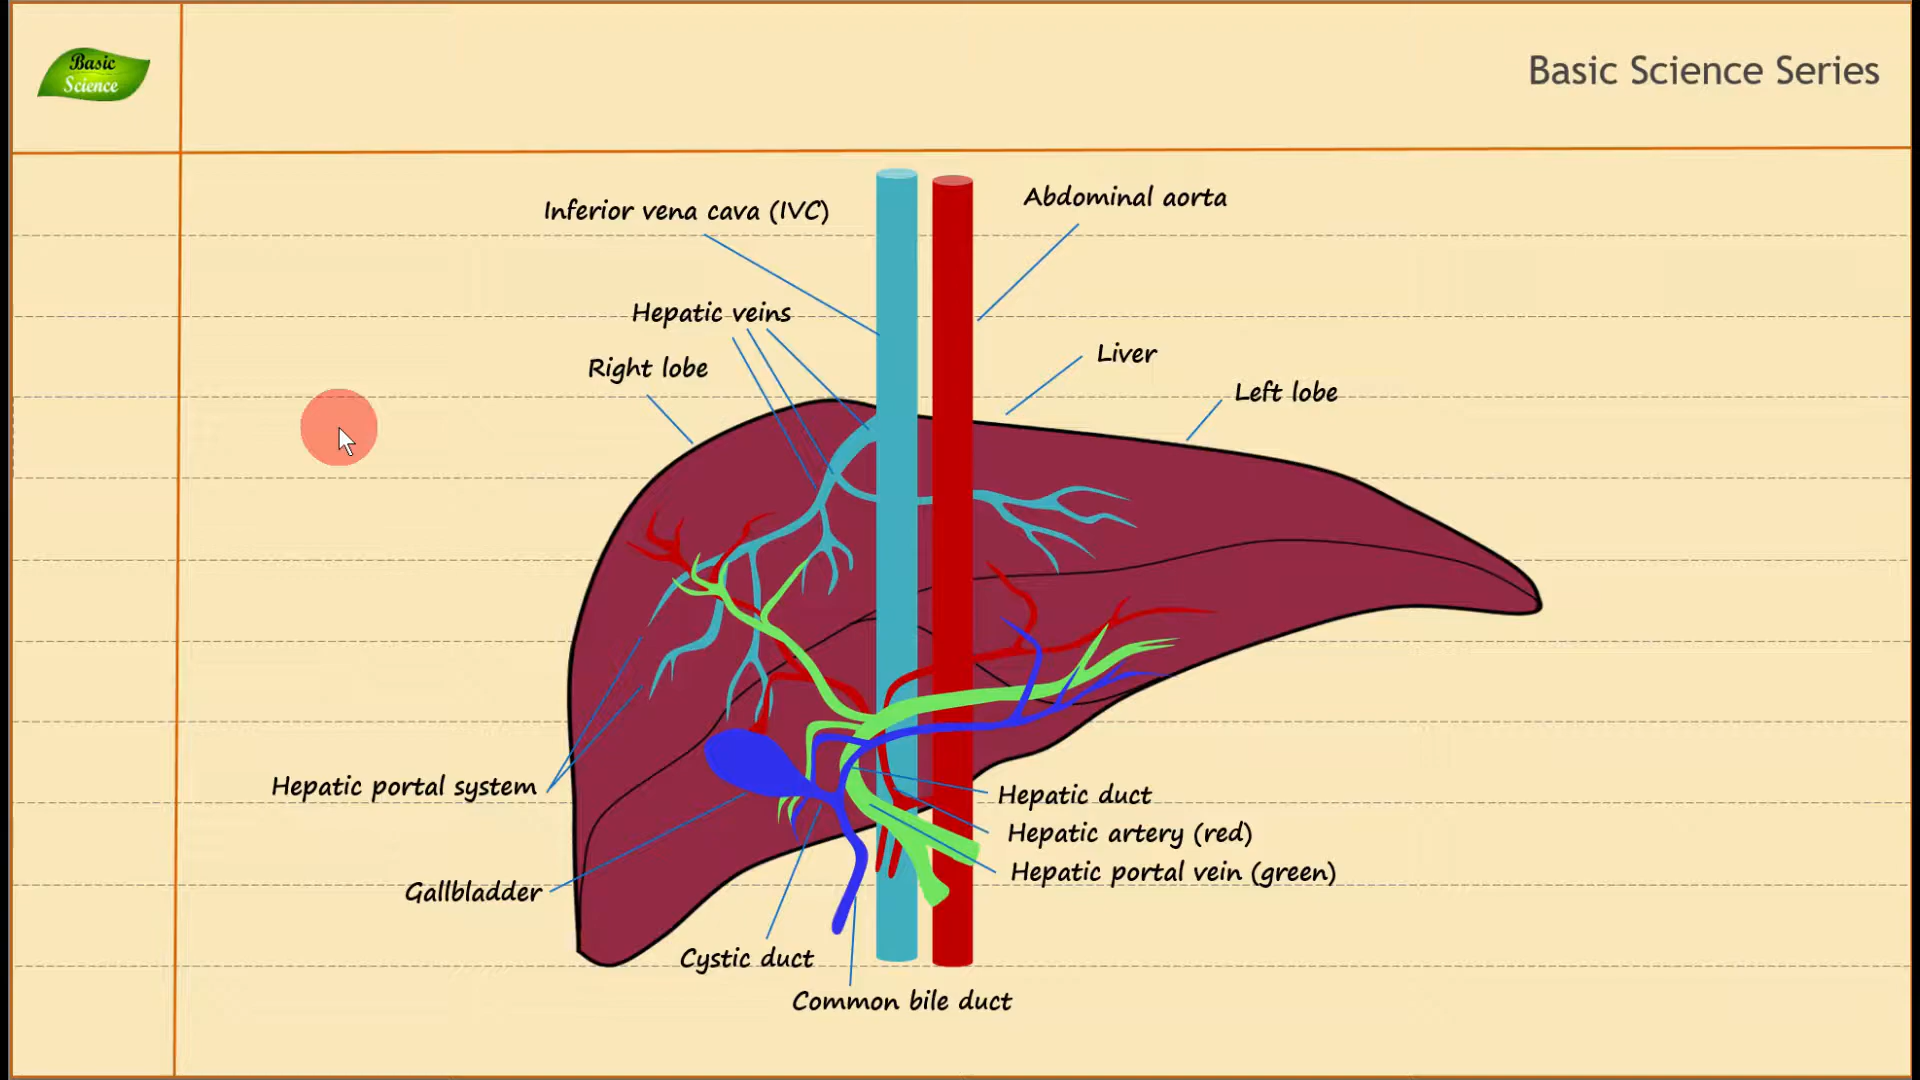 Basic
Science
Basic Science Series
Inferior vena cava (IVC)
Abdominal aorta
Hepatic veins
Right lobe
Liver
Left lobe
Hepatic portal system
Hepatic duct
Hepatic artery (red)
Hepatic portal vein (green)
Gallbladder
Cystic duct
Common bile duct